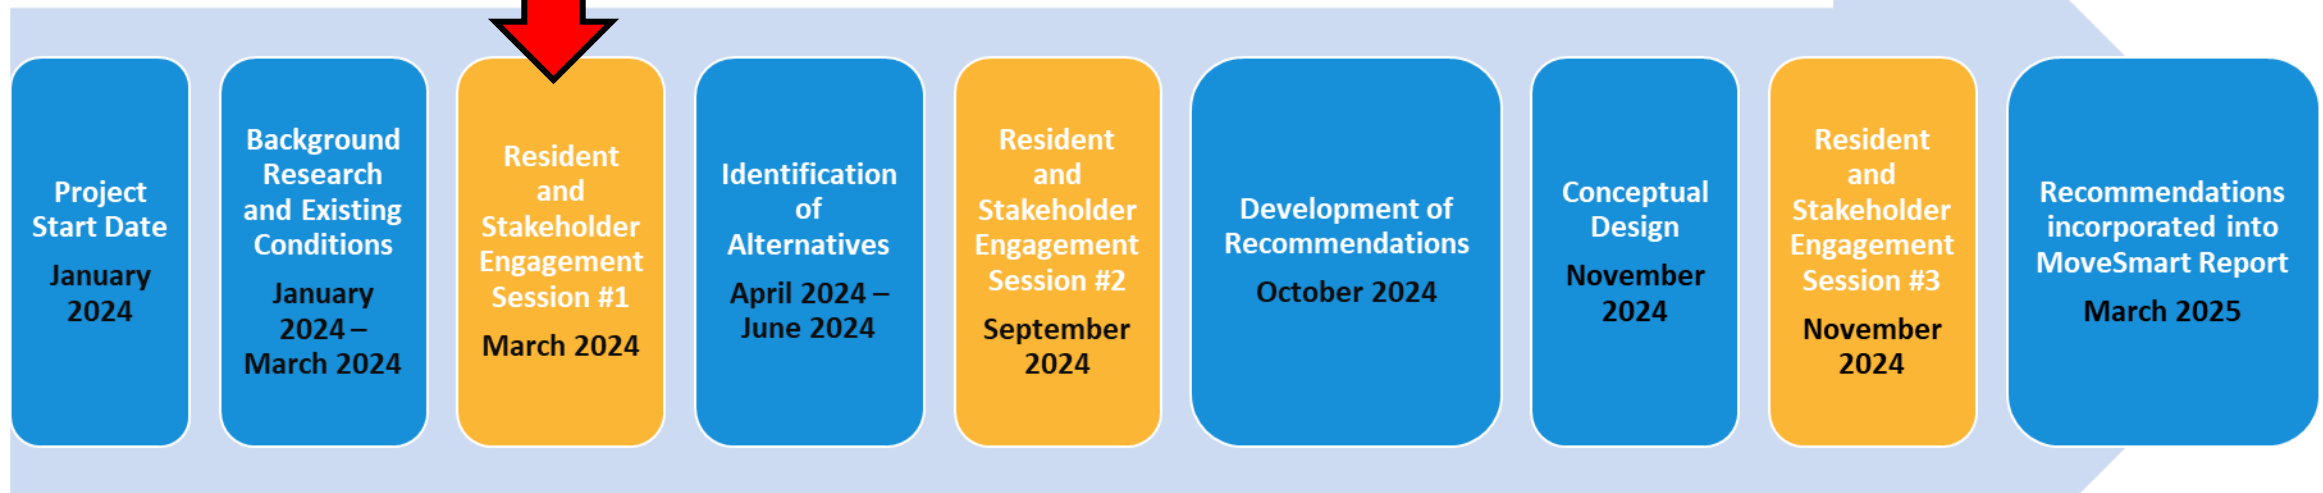 Project
Start Date
January
2024
Background
Research
and Existing
Conditions
January
2024 –
March 2024
Resident
and
Stakeholder
Engagement
Session #1
March 2024
Identification
of
Alternatives
April 2024 –
June 2024
Resident
and
Stakeholder
Engagement
Session #2
September
2024
Development of
Recommendations
October 2024
Conceptual
Design
November
2024
Resident
and
Stakeholder
Engagement
Session #3
November
2024
Recommendations
incorporated into
MoveSmart Report
March 2025